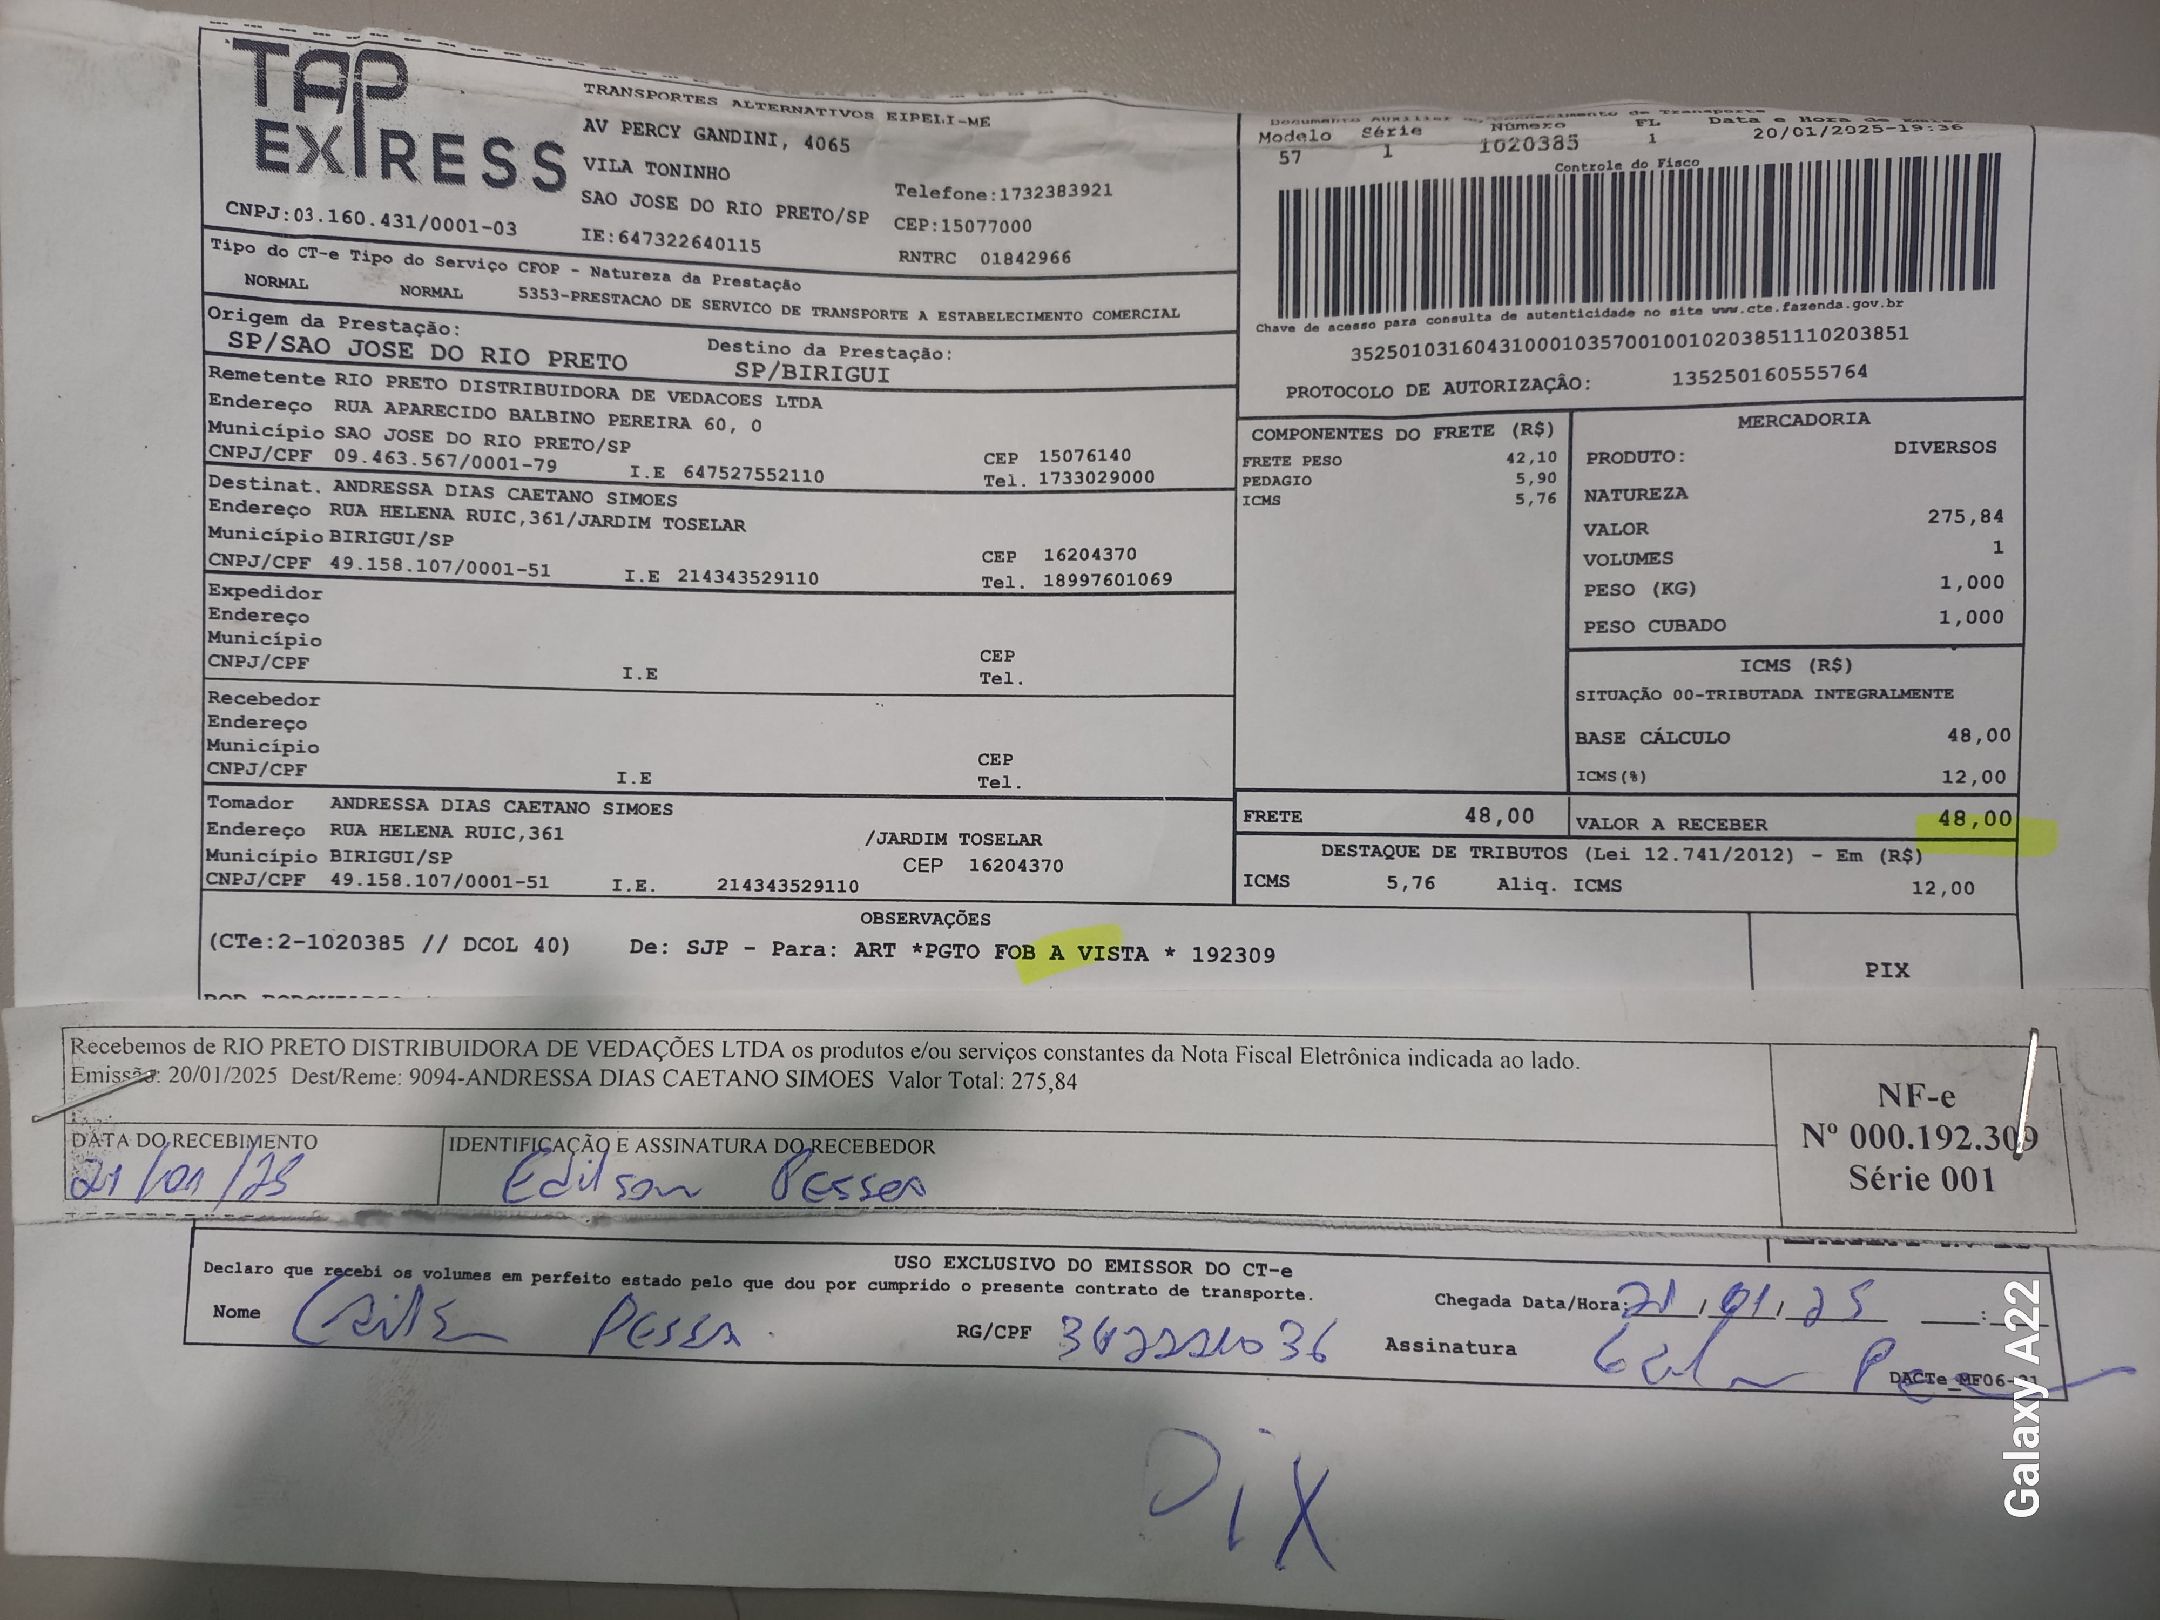 TAP
EXPRESS
TRANSPORTES ALTERNATIVOS EIPELI-ME
AV PERCY GANDINI, 4065
VILA TONINHO
SAO JOSE DO RIO PRETO/SP
Telefone:1732383921
CEP:15077000
CNPJ:03.160.431/0001-03
IE:647322640115
RNTRC 01842966
Documento Auxiliar Conhecimento de Transporte
Modelo Série Número FL Data e Hora de
57 1 1020385 1 20/01/2025-19:36
Controle do Fisco
Chave de acesso para consulta de autenticidade no site www.cte.fazenda.gov.br
35250103160431000103570010010203851110203851
PROTOCOLO DE AUTORIZAÇÂO: 135250160555764
Tipo do CT-e Tipo do Serviço CFOP - Natureza da Prestação
NORMAL NORMAL 5353-PRESTACAO DE SERVICO DE TRANSPORTE A ESTABELECIMENTO COMERCIAL
Origem da Prestação: Destino da Prestação:
SP/SAO JOSE DO RIO PRETO SP/BIRIGUI
Remetente RIO PRETO DISTRIBUIDORA DE VEDACOES LTDA
Endereço RUA APARECIDO BALBINO PEREIRA 60, 0
Município SAO JOSE DO RIO PRETO/SP CEP 15076140
CNPJ/CPF 09.463.567/0001-79 I.E 647527552110 Tel. 1733029000
Destinat. ANDRESSA DIAS CAETANO SIMOES
Endereço RUA HELENA RUIC,361/JARDIM TOSELAR
Município BIRIGUI/SP CEP 16204370
CNPJ/CPF 49.158.107/0001-51 I.E 214343529110 Tel. 18997601069
Expedidor
Endereço
Município CEP
CNPJ/CPF I.E Tel.
Recebedor
Endereço
Município CEP
CNPJ/CPF I.E Tel.
Tomador ANDRESSA DIAS CAETANO SIMOES
Endereço RUA HELENA RUIC,361 /JARDIM TOSELAR
Município BIRIGUI/SP CEP 16204370
CNPJ/CPF 49.158.107/0001-51 I.E. 214343529110
COMPONENTES DO FRETE (R$)
FRETE PESO 42,10
PEDAGIO 5,90
ICMS 5,76
MERCADORIA
PRODUTO: DIVERSOS
NATUREZA
VALOR 275,84
VOLUMES 1
PESO (KG) 1,000
PESO CUBADO 1,000
ICMS (R$)
SITUAÇÃO 00-TRIBUTADA INTEGRALMENTE
BASE CÁLCULO 48,00
ICMS(%) 12,00
FRETE 48,00 VALOR A RECEBER 48,00
DESTAQUE DE TRIBUTOS (Lei 12.741/2012) - Em (R$)
ICMS 5,76 Aliq. ICMS 12,00
OBSERVAÇÕES
(CTe:2-1020385 // DCOL 40) De: SJP - Para: ART *PGTO FOB A VISTA * 192309
PIX
Recebemos de RIO PRETO DISTRIBUIDORA DE VEDAÇÕES LTDA os produtos e/ou serviços constantes da Nota Fiscal Eletrônica indicada ao lado.
Emissão: 20/01/2025 Dest/Reme: 9094-ANDRESSA DIAS CAETANO SIMOES Valor Total: 275,84
NF-e
Nº 000.192.309
Série 001
DATA DO RECEBIMENTO IDENTIFICAÇÃO E ASSINATURA DO RECEBEDOR
21/01/25 Edilson Pessoa
USO EXCLUSIVO DO EMISSOR DO CT-e
Declaro que recebi os volumes em perfeito estado pelo que dou por cumprido o presente contrato de transporte.
Nome RG/CPF Chegada Data/Hora: 21/01/25 :
Assinatura
DACTe_MF06-21
PiX
Galaxy A22